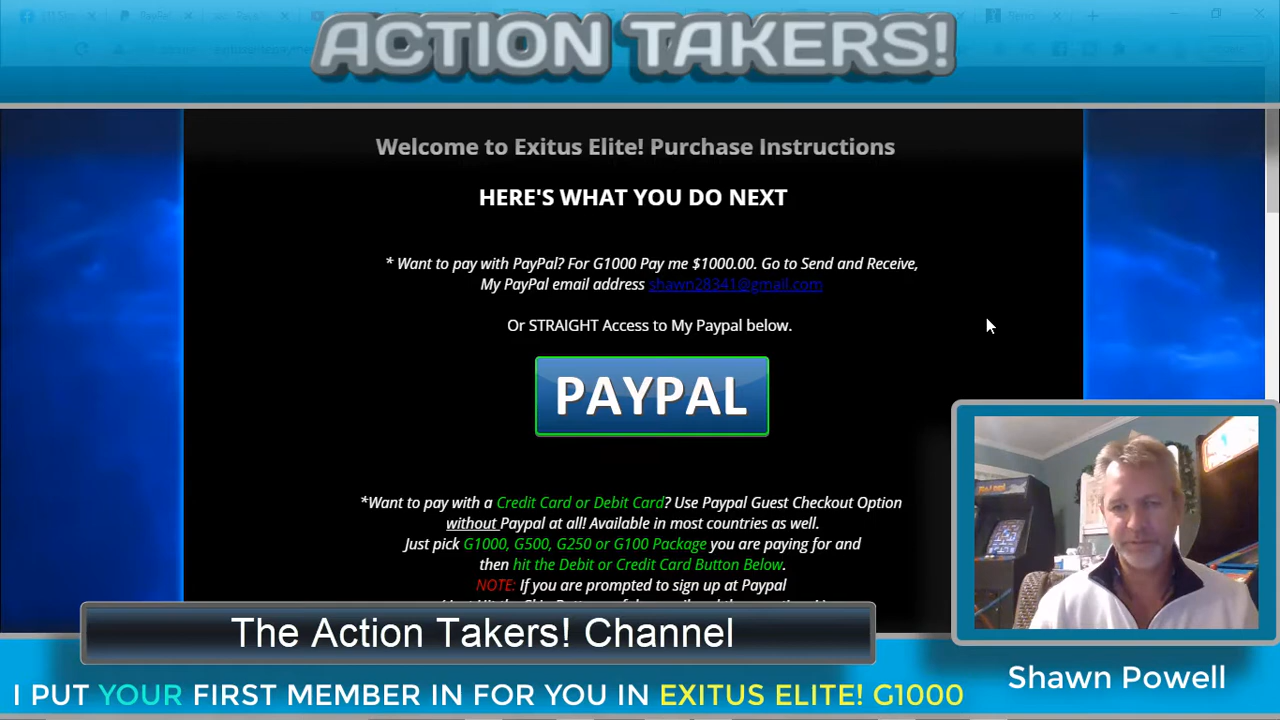 ACTION TAKERS!
Welcome to Exitus Elite! Purchase Instructions
HERE'S WHAT YOU DO NEXT
* Want to pay with PayPal? For G1000 Pay me $1000.00. Go to Send and Receive,
My PayPal email address shawn28341@gmail.com
Or STRAIGHT Access to My Paypal below.
PAYPAL
*Want to pay with a Credit Card or Debit Card? Use Paypal Guest Checkout Option
without Paypal at all! Available in most countries as well.
Just pick G1000, G500, G250 or G100 Package you are paying for and
then hit the Debit or Credit Card Button Below.
NOTE: If you are prompted to sign up at Paypal
The Action Takers! Channel
Shawn Powell
I PUT YOUR FIRST MEMBER IN FOR YOU IN EXITUS ELITE! G1000